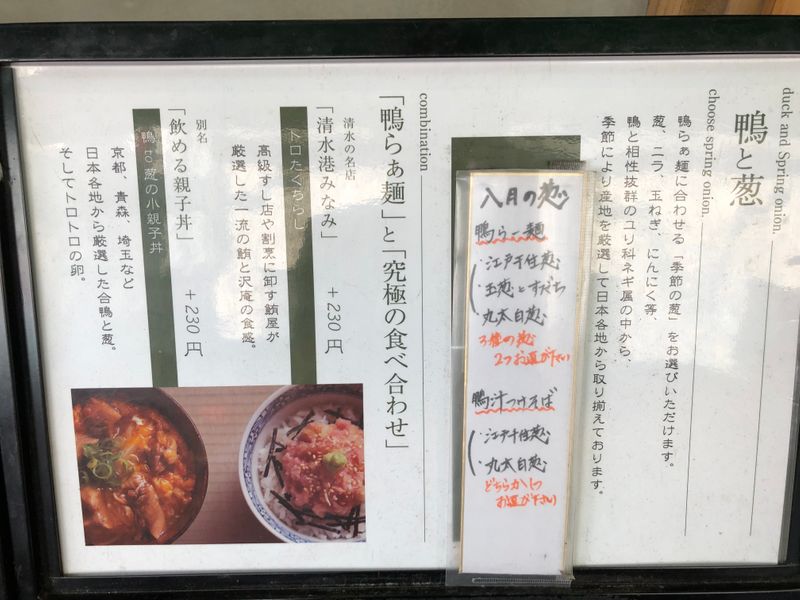 duck and Spring onion.
鴨と葱
choose spring onion.
鴨らぁ麺に合わせる「季節の葱」をお選びいただけます。
葱、ニラ、玉ねぎ、にんにく等、
鴨と相性抜群のユリ科ネギ属の中から、
季節により産地を厳選して日本各地から取り揃えております。
八月の葱
鴨らー麺
・江戸千住葱
・玉葱とすだち
・丸太白葱
3種の葱
2つお選び下さい
鴨汁つけそば
・江戸千住葱
・丸太白葱
どちらか1つ
お選び下さい
combination
「鴨らぁ麺」と「究極の食べ合わせ」
清水の名店
「清水港みなみ」
+230円
トロたくちらし
高級すし店や割烹に卸す鮪屋が
厳選した一流の鮪と沢庵の食感。
別名
「飲める親子丼」
+230円
鴨 to 葱の小親子丼
京都、青森、埼玉など
日本各地から厳選した合鴨と葱。
そしてトロトロの卵。